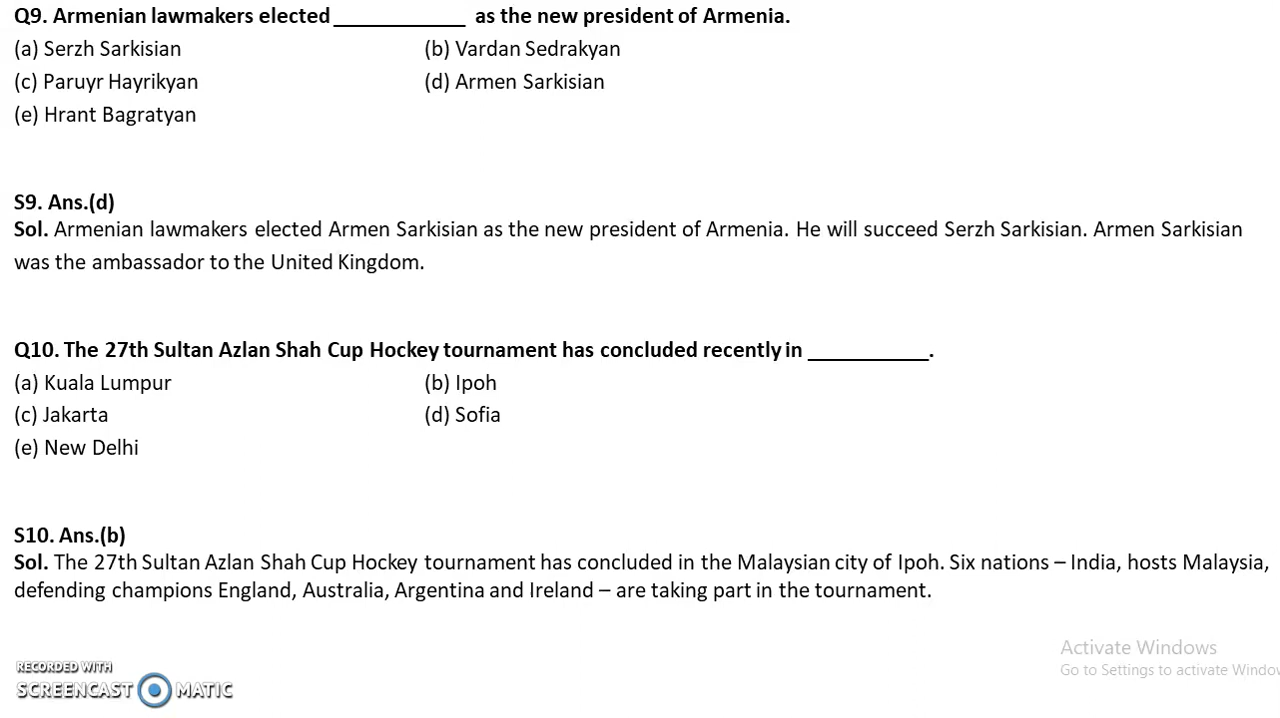 Q9. Armenian lawmakers elected ____________ as the new president of Armenia.
(a) Serzh Sarkisian (b) Vardan Sedrakyan
(c) Paruyr Hayrikyan (d) Armen Sarkisian
(e) Hrant Bagratyan
S9. Ans.(d)
Sol. Armenian lawmakers elected Armen Sarkisian as the new president of Armenia. He will succeed Serzh Sarkisian. Armen Sarkisian
was the ambassador to the United Kingdom.
Q10. The 27th Sultan Azlan Shah Cup Hockey tournament has concluded recently in ___________.
(a) Kuala Lumpur (b) Ipoh
(c) Jakarta (d) Sofia
(e) New Delhi
S10. Ans.(b)
Sol. The 27th Sultan Azlan Shah Cup Hockey tournament has concluded in the Malaysian city of Ipoh. Six nations – India, hosts Malaysia,
defending champions England, Australia, Argentina and Ireland – are taking part in the tournament.
Activate Windows
Go to Settings to activate Window
RECORDED WITH
SCREENCAST MATIC